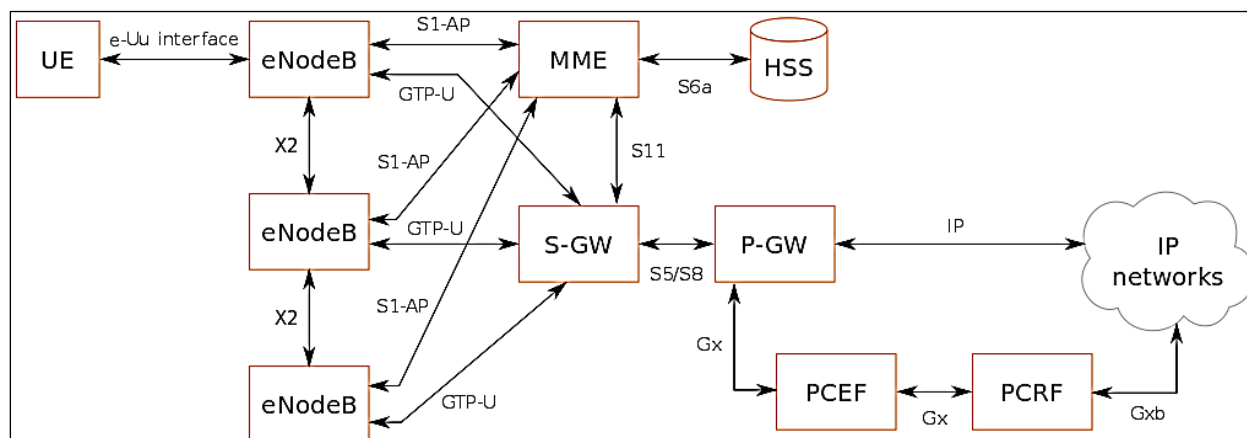 UE
e-Uu interface
eNodeB
S1-AP
MME
S6a
HSS
GTP-U
X2
S1-AP
S11
eNodeB
GTP-U
S-GW
S5/S8
P-GW
IP
IP
networks
X2
S1-AP
Gx
eNodeB
GTP-U
PCEF
Gx
PCRF
Gxb